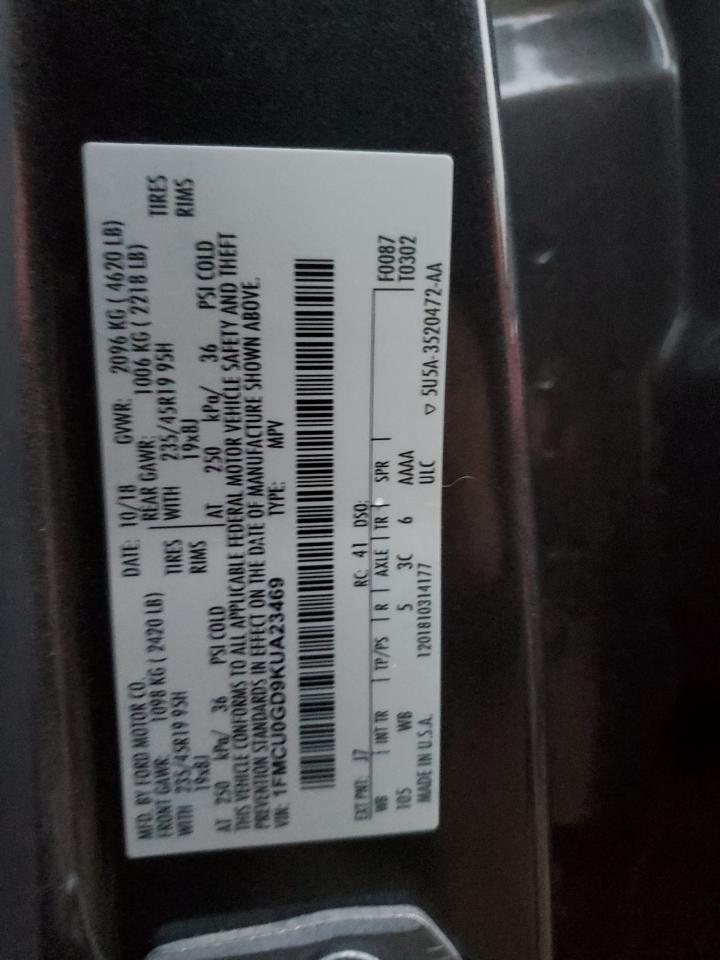 MFD. BY FORD MOTOR CO. DATE: 10/18 GVWR: 2096 KG ( 4620 LB)
FRONT GAWR: 1098 KG ( 2420 LB) REAR GAWR: 1006 KG ( 2218 LB)
WITH 235/45R19 95H TIRES WITH 235/45R19 95H TIRES
19x8J RIMS 19x8J RIMS
AT 250 kPa/ 36 PSI COLD AT 250 kPa/ 36 PSI COLD
THIS VEHICLE CONFORMS TO ALL APPLICABLE FEDERAL MOTOR VEHICLE SAFETY AND THEFT
PREVENTION STANDARDS IN EFFECT ON THE DATE OF MANUFACTURE SHOWN ABOVE.
VIN: 1FMCU0GD9KUA23469 TYPE: MPV
EXT PNT: J7 RC: 41 DSO: F0087
WB INT TR TP/PS R AXLE TR SPR T0302
105 WB 5 3C 6 AAAA
MADE IN U.S.A. 1201810314177 ULC ▽ 5U5A-3520472-AA